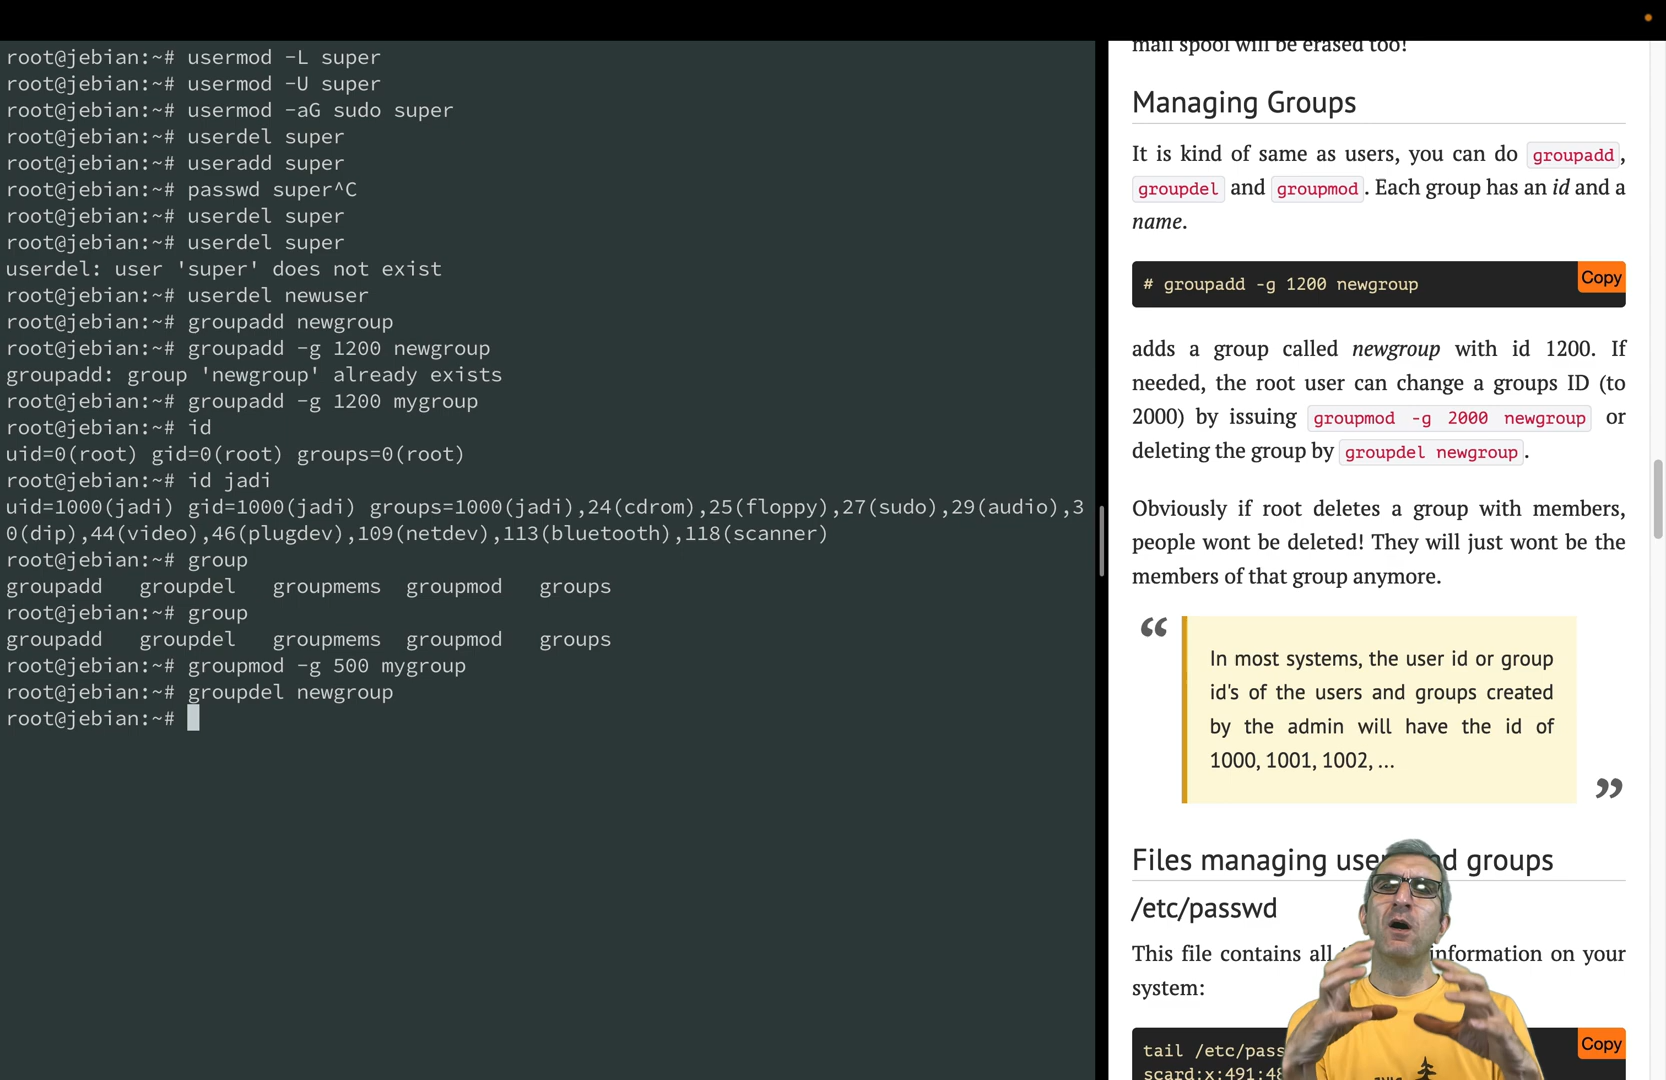 root@jebian:~# usermod -L super
root@jebian:~# usermod -U super
root@jebian:~# usermod -aG sudo super
root@jebian:~# userdel super
root@jebian:~# useradd super
root@jebian:~# passwd super^C
root@jebian:~# userdel super
root@jebian:~# userdel super
userdel: user 'super' does not exist
root@jebian:~# userdel newuser
root@jebian:~# groupadd newgroup
root@jebian:~# groupadd -g 1200 newgroup
groupadd: group 'newgroup' already exists
root@jebian:~# groupadd -g 1200 mygroup
root@jebian:~# id
uid=0(root) gid=0(root) groups=0(root)
root@jebian:~# id jadi
uid=1000(jadi) gid=1000(jadi) groups=1000(jadi),24(cdrom),25(floppy),27(sudo),29(audio),3
0(dip),44(video),46(plugdev),109(netdev),113(bluetooth),118(scanner)
root@jebian:~# group
groupadd groupdel groupmems groupmod groups
root@jebian:~# group
groupadd groupdel groupmems groupmod groups
root@jebian:~# groupmod -g 500 mygroup
root@jebian:~# groupdel newgroup
root@jebian:~#
mail spool will be erased too!
Managing Groups
It is kind of same as users, you can do groupadd,
groupdel and groupmod. Each group has an id and a
name.
# groupadd -g 1200 newgroup
Copy
adds a group called newgroup with id 1200. If
needed, the root user can change a groups ID (to
2000) by issuing groupmod -g 2000 newgroup or
deleting the group by groupdel newgroup.
Obviously if root deletes a group with members,
people wont be deleted! They will just wont be the
members of that group anymore.
“
In most systems, the user id or group
id's of the users and groups created
by the admin will have the id of
1000, 1001, 1002, ...
”
Files managing use d groups
/etc/passwd
This file contains all information on your
system:
tail /etc/pass
Copy
scard:x:491:48